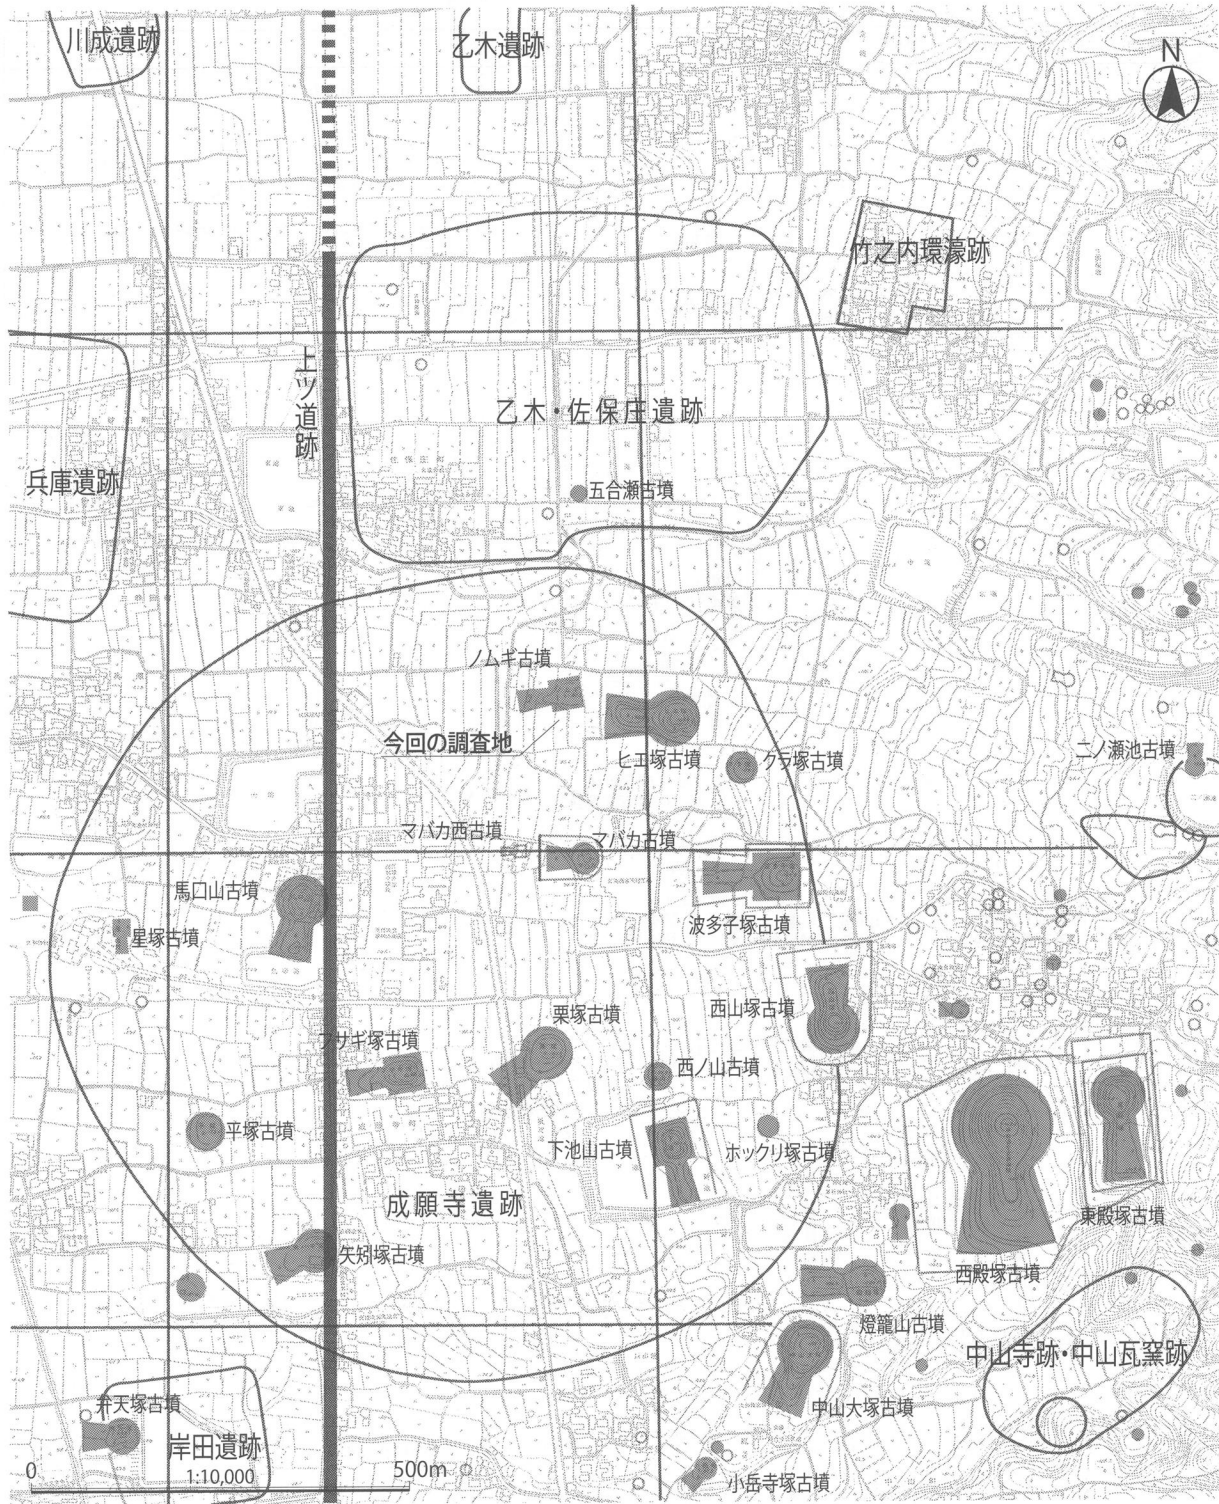 川成遺跡
乙木遺跡
N
竹之内環濠跡
上ツ道跡
乙木・佐保庄遺跡
兵庫遺跡
五合瀬古墳
ノムギ古墳
今回の調査地
ヒエ塚古墳
クラ塚古墳
二ノ瀬池古墳
マバカ西古墳
マバカ古墳
馬口山古墳
星塚古墳
波多子塚古墳
西山塚古墳
栗塚古墳
フサギ塚古墳
西ノ山古墳
平塚古墳
下池山古墳
ホックリ塚古墳
成願寺遺跡
東殿塚古墳
矢矧塚古墳
西殿塚古墳
燈籠山古墳
中山寺跡・中山瓦窯跡
弁天塚古墳
中山大塚古墳
岸田遺跡
小岳寺塚古墳
0
1:10,000
500m